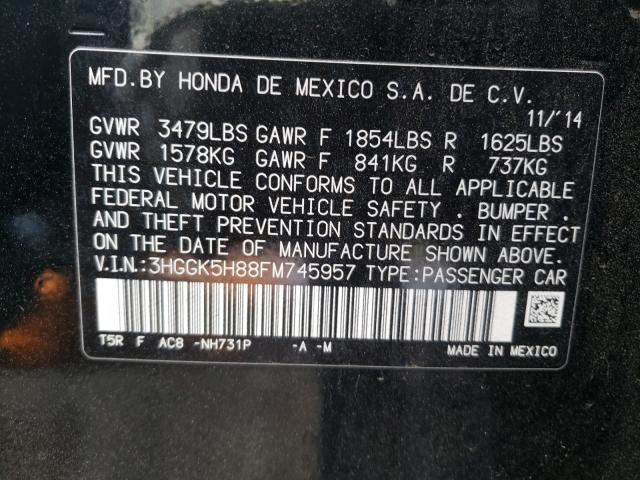 MFD.BY HONDA DE MEXICO S.A. DE C.V.
11/'14
GVWR 3479LBS GAWR F 1854LBS R 1625LBS
GVWR 1578KG GAWR F 841KG R 737KG
THIS VEHICLE CONFORMS TO ALL APPLICABLE
FEDERAL MOTOR VEHICLE SAFETY . BUMPER .
AND THEFT PREVENTION STANDARDS IN EFFECT
ON THE DATE OF MANUFACTURE SHOWN ABOVE.
V.I.N.:3HGGK5H88FM745957 TYPE:PASSENGER CAR
T5R F AC8 -NH731P -A -M MADE IN MEXICO